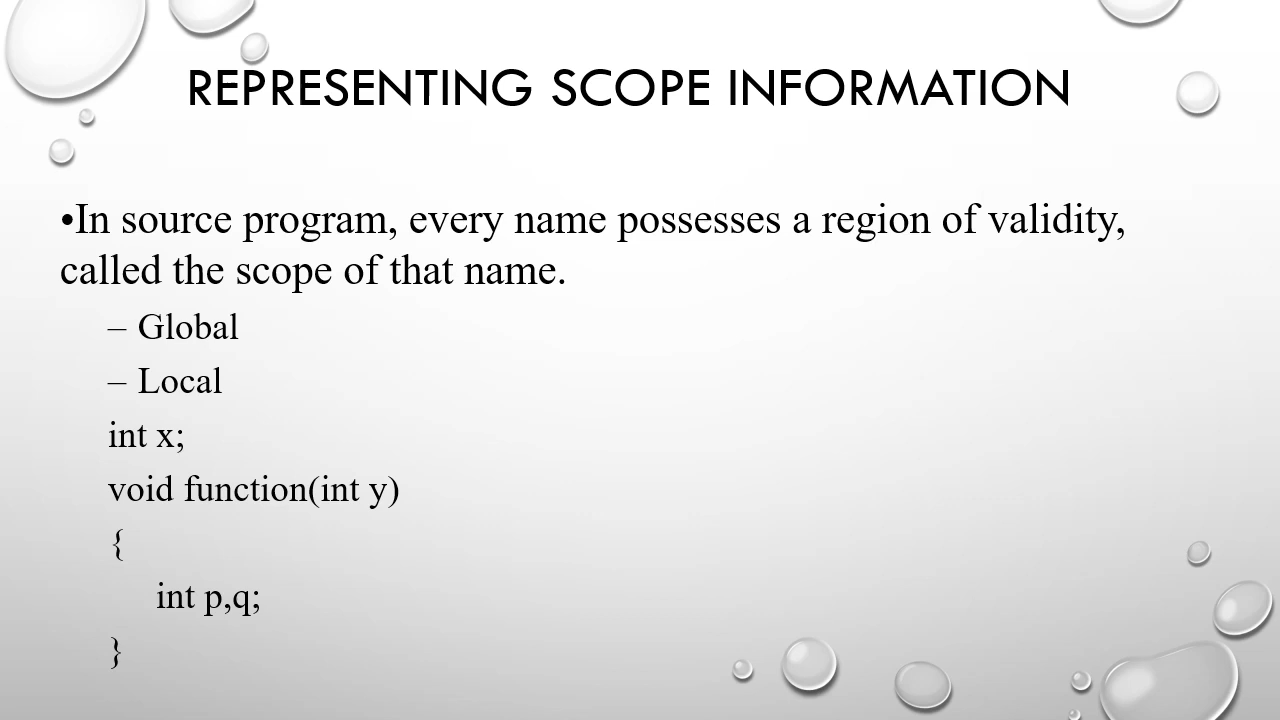 REPRESENTING SCOPE INFORMATION
•In source program, every name possesses a region of validity,
called the scope of that name.
– Global
– Local
int x;
void function(int y)
{
int p,q;
}